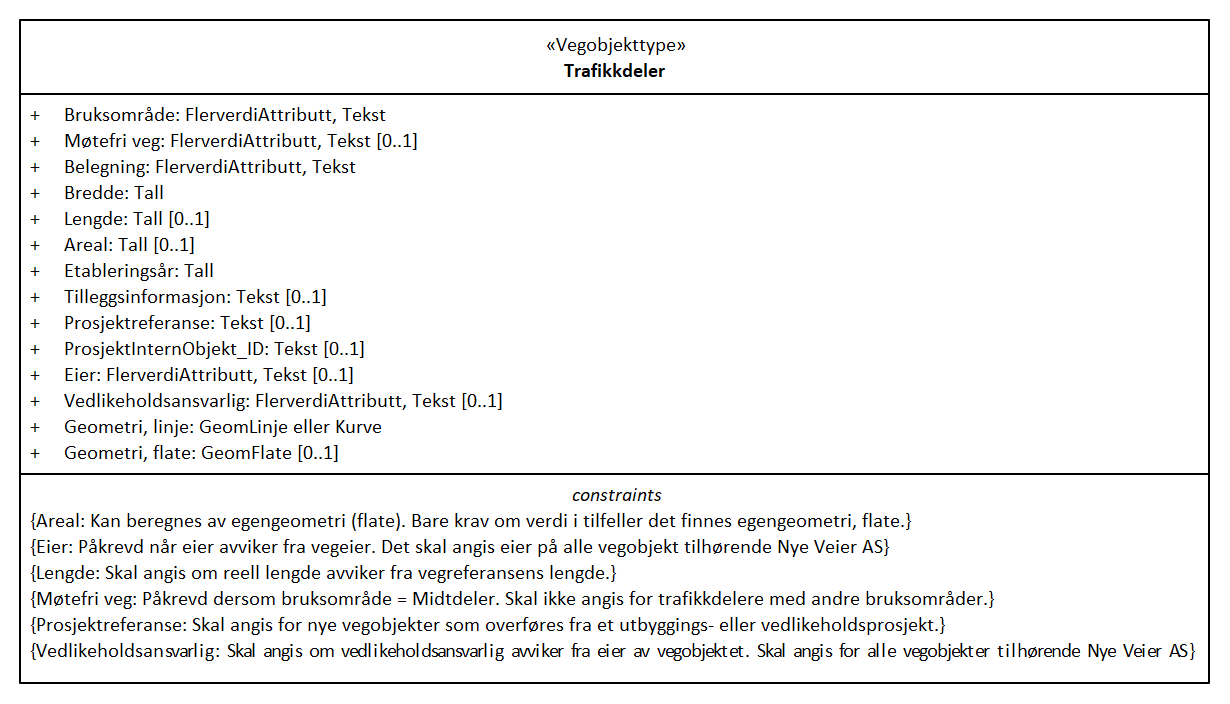 «Vegobjekttype»
Trafikkdeler
+ Bruksområde: FlerverdiAttributt, Tekst
+ Møtefri veg: FlerverdiAttributt, Tekst [0..1]
+ Belegning: FlerverdiAttributt, Tekst
+ Bredde: Tall
+ Lengde: Tall [0..1]
+ Areal: Tall [0..1]
+ Etableringsår: Tall
+ Tilleggsinformasjon: Tekst [0..1]
+ Prosjektreferanse: Tekst [0..1]
+ ProsjektInternObjekt_ID: Tekst [0..1]
+ Eier: FlerverdiAttributt, Tekst [0..1]
+ Vedlikeholdsansvarlig: FlerverdiAttributt, Tekst [0..1]
+ Geometri, linje: GeomLinje eller Kurve
+ Geometri, flate: GeomFlate [0..1]
constraints
{Areal: Kan beregnes av egengeometri (flate). Bare krav om verdi i tilfeller det finnes egengeometri, flate.}
{Eier: Påkrevd når eier avviker fra vegeier. Det skal angis eier på alle vegobjekt tilhørende Nye Veier AS}
{Lengde: Skal angis om reell lengde avviker fra vegreferansens lengde.}
{Møtefri veg: Påkrevd dersom bruksområde = Midtdeler. Skal ikke angis for trafikkdelere med andre bruksområder.}
{Prosjektreferanse: Skal angis for nye vegobjekter som overføres fra et utbyggings- eller vedlikeholdsprosjekt.}
{Vedlikeholdsansvarlig: Skal angis om vedlikeholdsansvarlig avviker fra eier av vegobjektet. Skal angis for alle vegobjekter tilhørende Nye Veier AS}